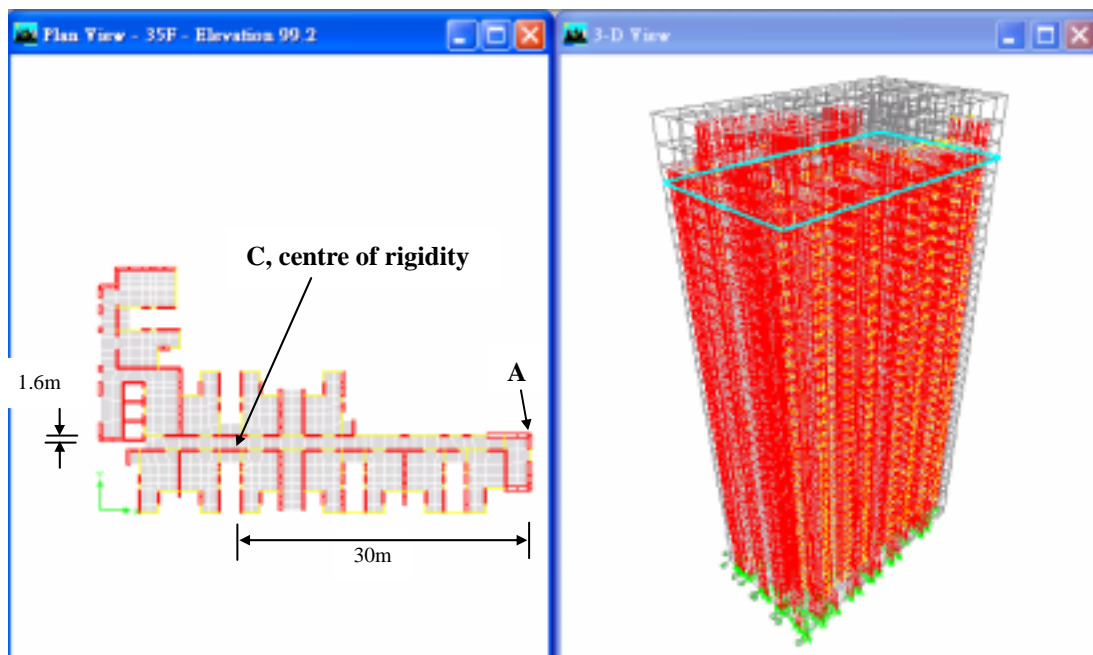 Plan View - 35F - Elevation 99.2
3-D View
C, centre of rigidity
A
1.6m
30m